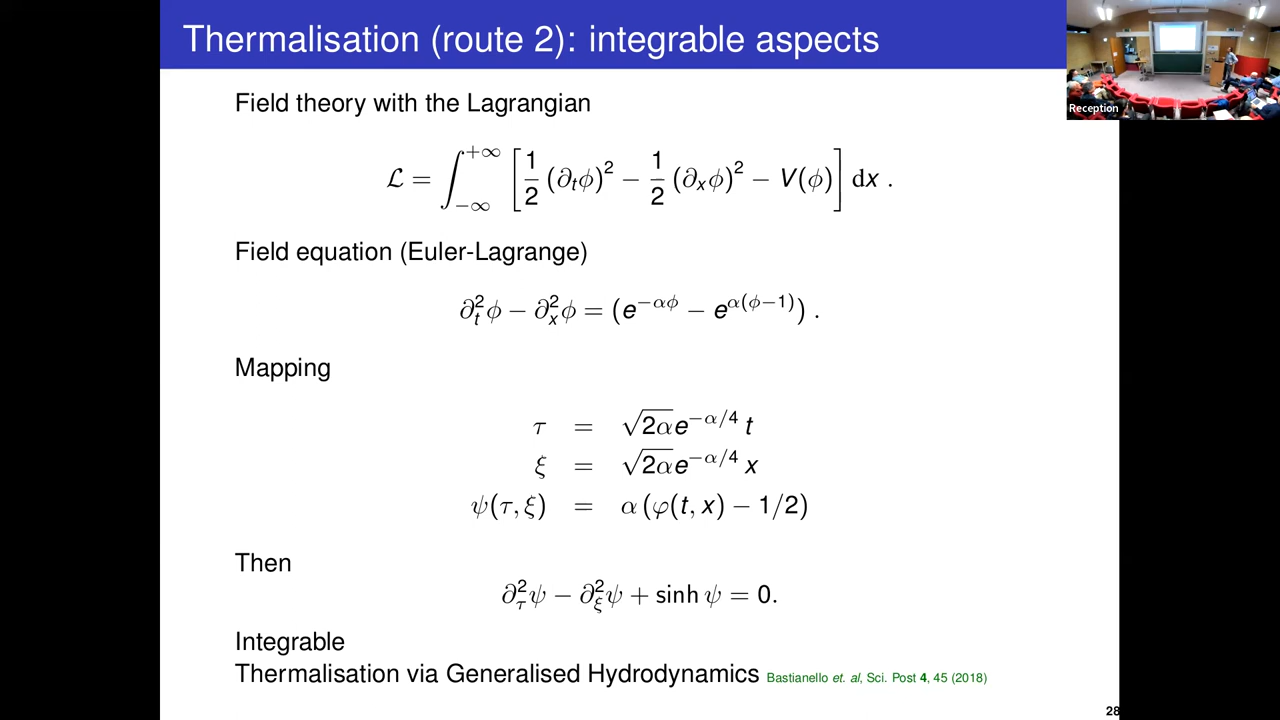 Thermalisation (route 2): integrable aspects
Reception
Field theory with the Lagrangian
ℒ = ∫_{−∞}^{+∞} [ 1/2 (∂_t ϕ)^2 − 1/2 (∂_x ϕ)^2 − V(ϕ) ] dx .
Field equation (Euler-Lagrange)
∂_t^2 ϕ − ∂_x^2 ϕ = (e^{−αϕ} − e^{α(ϕ−1)}) .
Mapping
τ = √(2α) e^{−α/4} t
ξ = √(2α) e^{−α/4} x
ψ(τ, ξ) = α (φ(t, x) − 1/2)
Then
∂_τ^2 ψ − ∂_ξ^2 ψ + sinh ψ = 0.
Integrable
Thermalisation via Generalised Hydrodynamics Bastianello et. al, Sci. Post 4, 45 (2018)
28